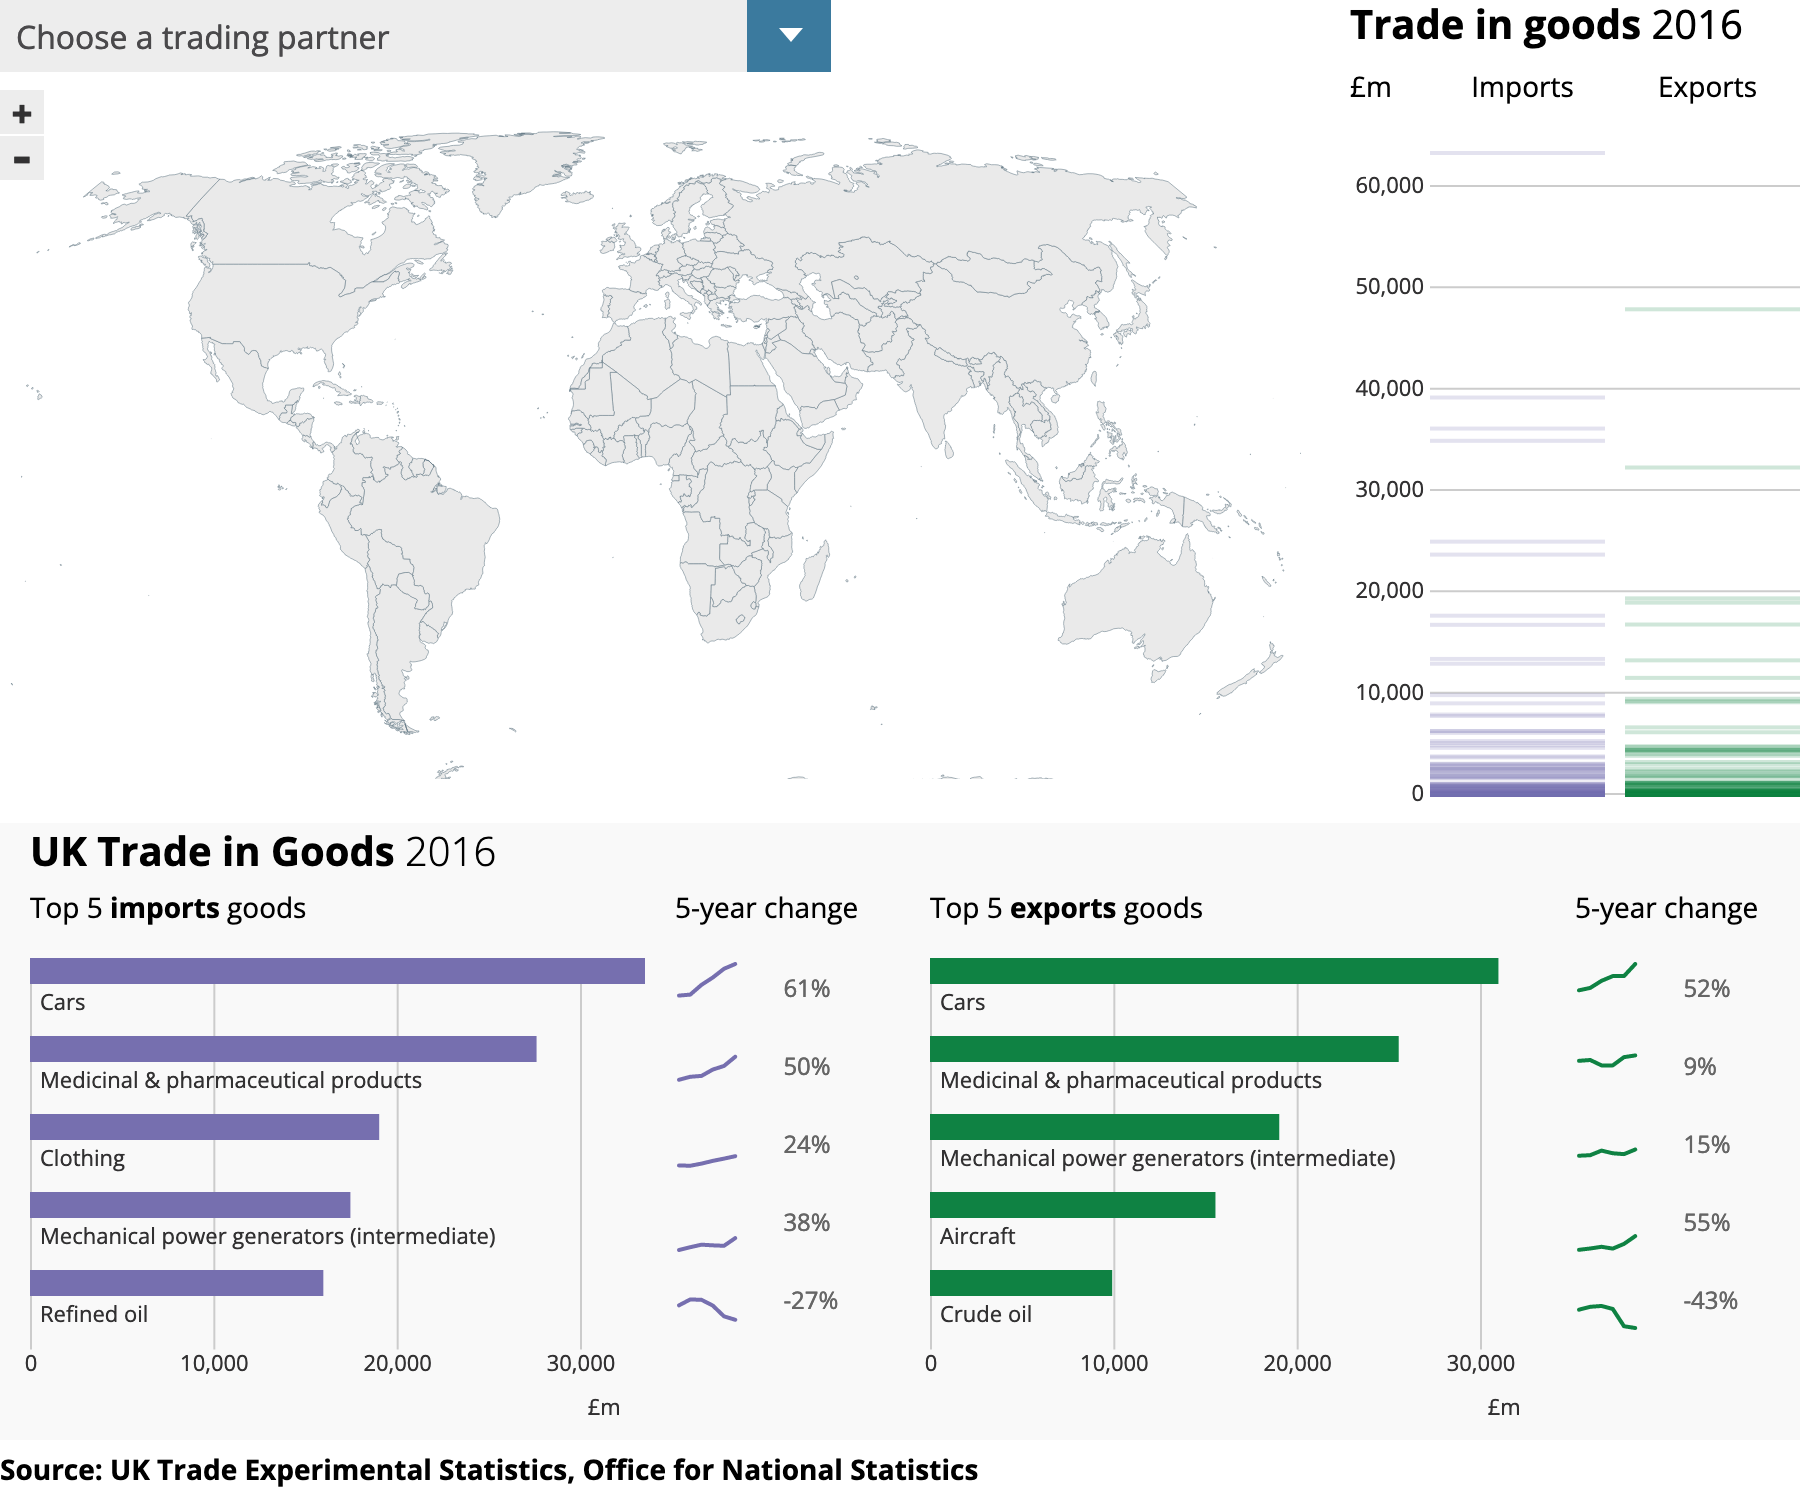 Choose a trading partner
+
-
Trade in goods 2016
£m Imports Exports
60,000
50,000
40,000
30,000
20,000
10,000
0
UK Trade in Goods 2016
Top 5 imports goods
5-year change
Cars
61%
Medicinal & pharmaceutical products
50%
Clothing
24%
Mechanical power generators (intermediate)
38%
Refined oil
-27%
0 10,000 20,000 30,000
£m
Top 5 exports goods
5-year change
Cars
52%
Medicinal & pharmaceutical products
9%
Mechanical power generators (intermediate)
15%
Aircraft
55%
Crude oil
-43%
0 10,000 20,000 30,000
£m
Source: UK Trade Experimental Statistics, Office for National Statistics